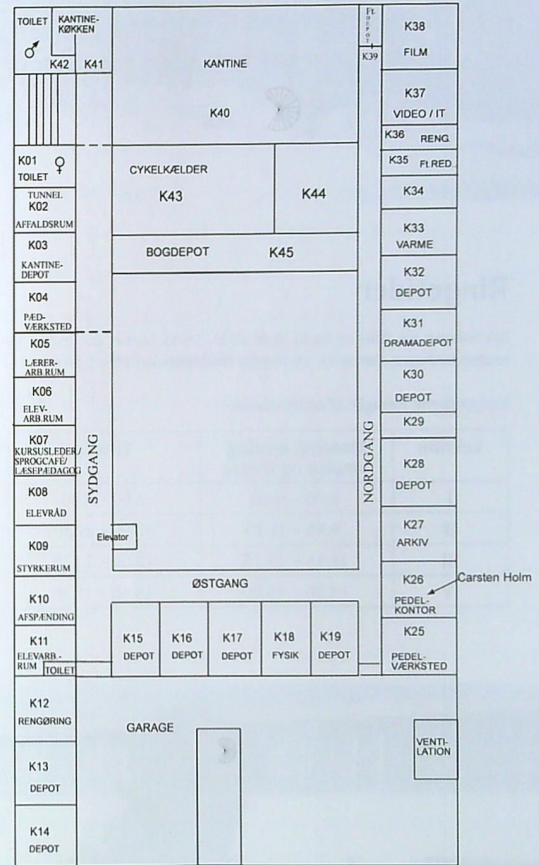 TOILET
KANTINE-
KØKKEN
K42
K41
KANTINE
K40
Ft
DEPOT
K39
K38
FILM
K37
VIDEO / IT
K36
RENG.
K35
Ft RED.
K34
K33
VARME
K32
DEPOT
K31
DRAMADEPOT
K30
DEPOT
K29
K28
DEPOT
K27
ARKIV
K26
PEDEL-
KONTOR
Carsten Holm
K25
PEDEL-
VÆRKSTED
K01
TOILET
TUNNEL
K02
AFFALDSRUM
K03
KANTINE-
DEPOT
K04
PÆD-
VÆRKSTED
K05
LÆRER-
ARB.RUM
K06
ELEV-
ARB.RUM
K07
KURSUSLEDER/
SPROGCAFÉ/
LÆSEPÆDAGOG
K08
ELEVRÅD
K09
STYRKERUM
K10
AFSPÆNDING
K11
ELEVARB.-
RUM
TOILET
K12
RENGØRING
K13
DEPOT
K14
DEPOT
CYKELKÆLDER
K43
K44
BOGDEPOT K45
SYDGANG
NORDGANG
Elevator
ØSTGANG
K15
DEPOT
K16
DEPOT
K17
DEPOT
K18
FYSIK
K19
DEPOT
GARAGE
VENTI-
LATION